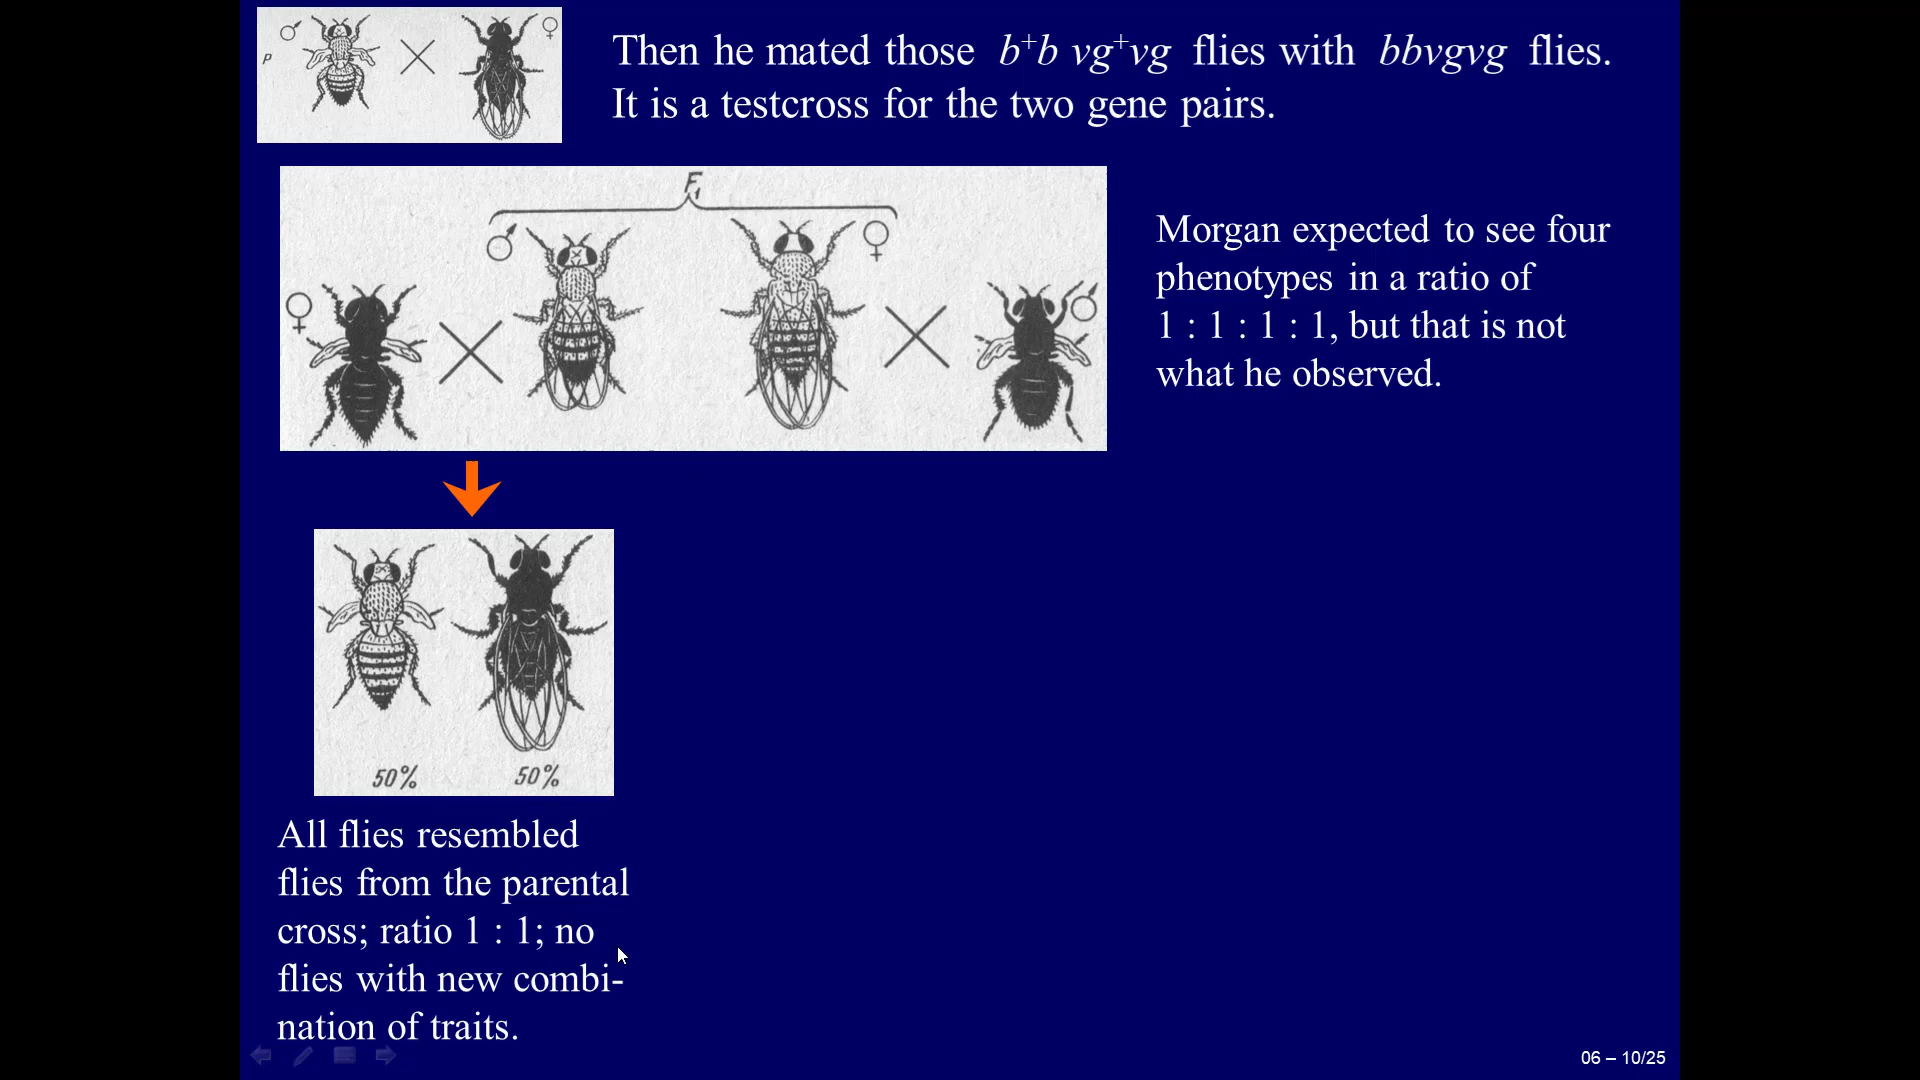 P
♂
♀
Then he mated those b⁺b vg⁺vg flies with bbvgvg flies.
It is a testcross for the two gene pairs.
F₁
♂
♀
♀
♂
Morgan expected to see four
phenotypes in a ratio of
1 : 1 : 1 : 1, but that is not
what he observed.
50%
50%
All flies resembled
flies from the parental
cross; ratio 1 : 1; no
flies with new combi-
nation of traits.
06 – 10/25